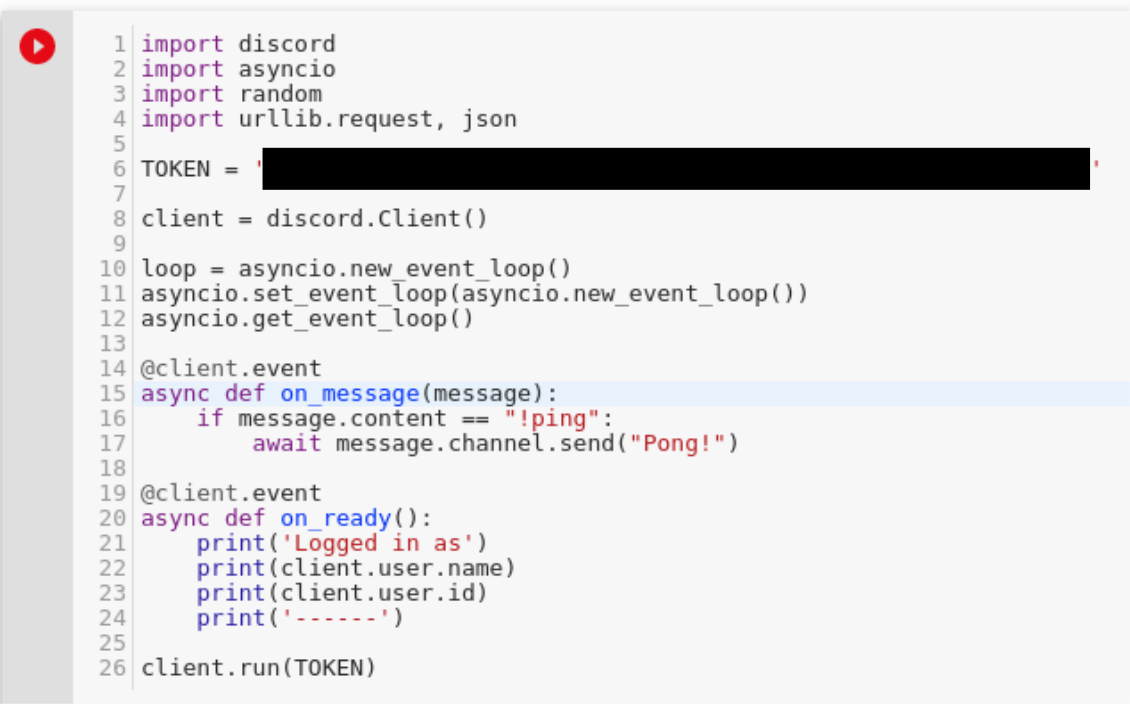 1 import discord
2 import asyncio
3 import random
4 import urllib.request, json
5
6 TOKEN = ' '
7
8 client = discord.Client()
9
10 loop = asyncio.new_event_loop()
11 asyncio.set_event_loop(asyncio.new_event_loop())
12 asyncio.get_event_loop()
13
14 @client.event
15 async def on_message(message):
16     if message.content == "!ping":
17         await message.channel.send("Pong!")
18
19 @client.event
20 async def on_ready():
21     print('Logged in as')
22     print(client.user.name)
23     print(client.user.id)
24     print('------')
25
26 client.run(TOKEN)